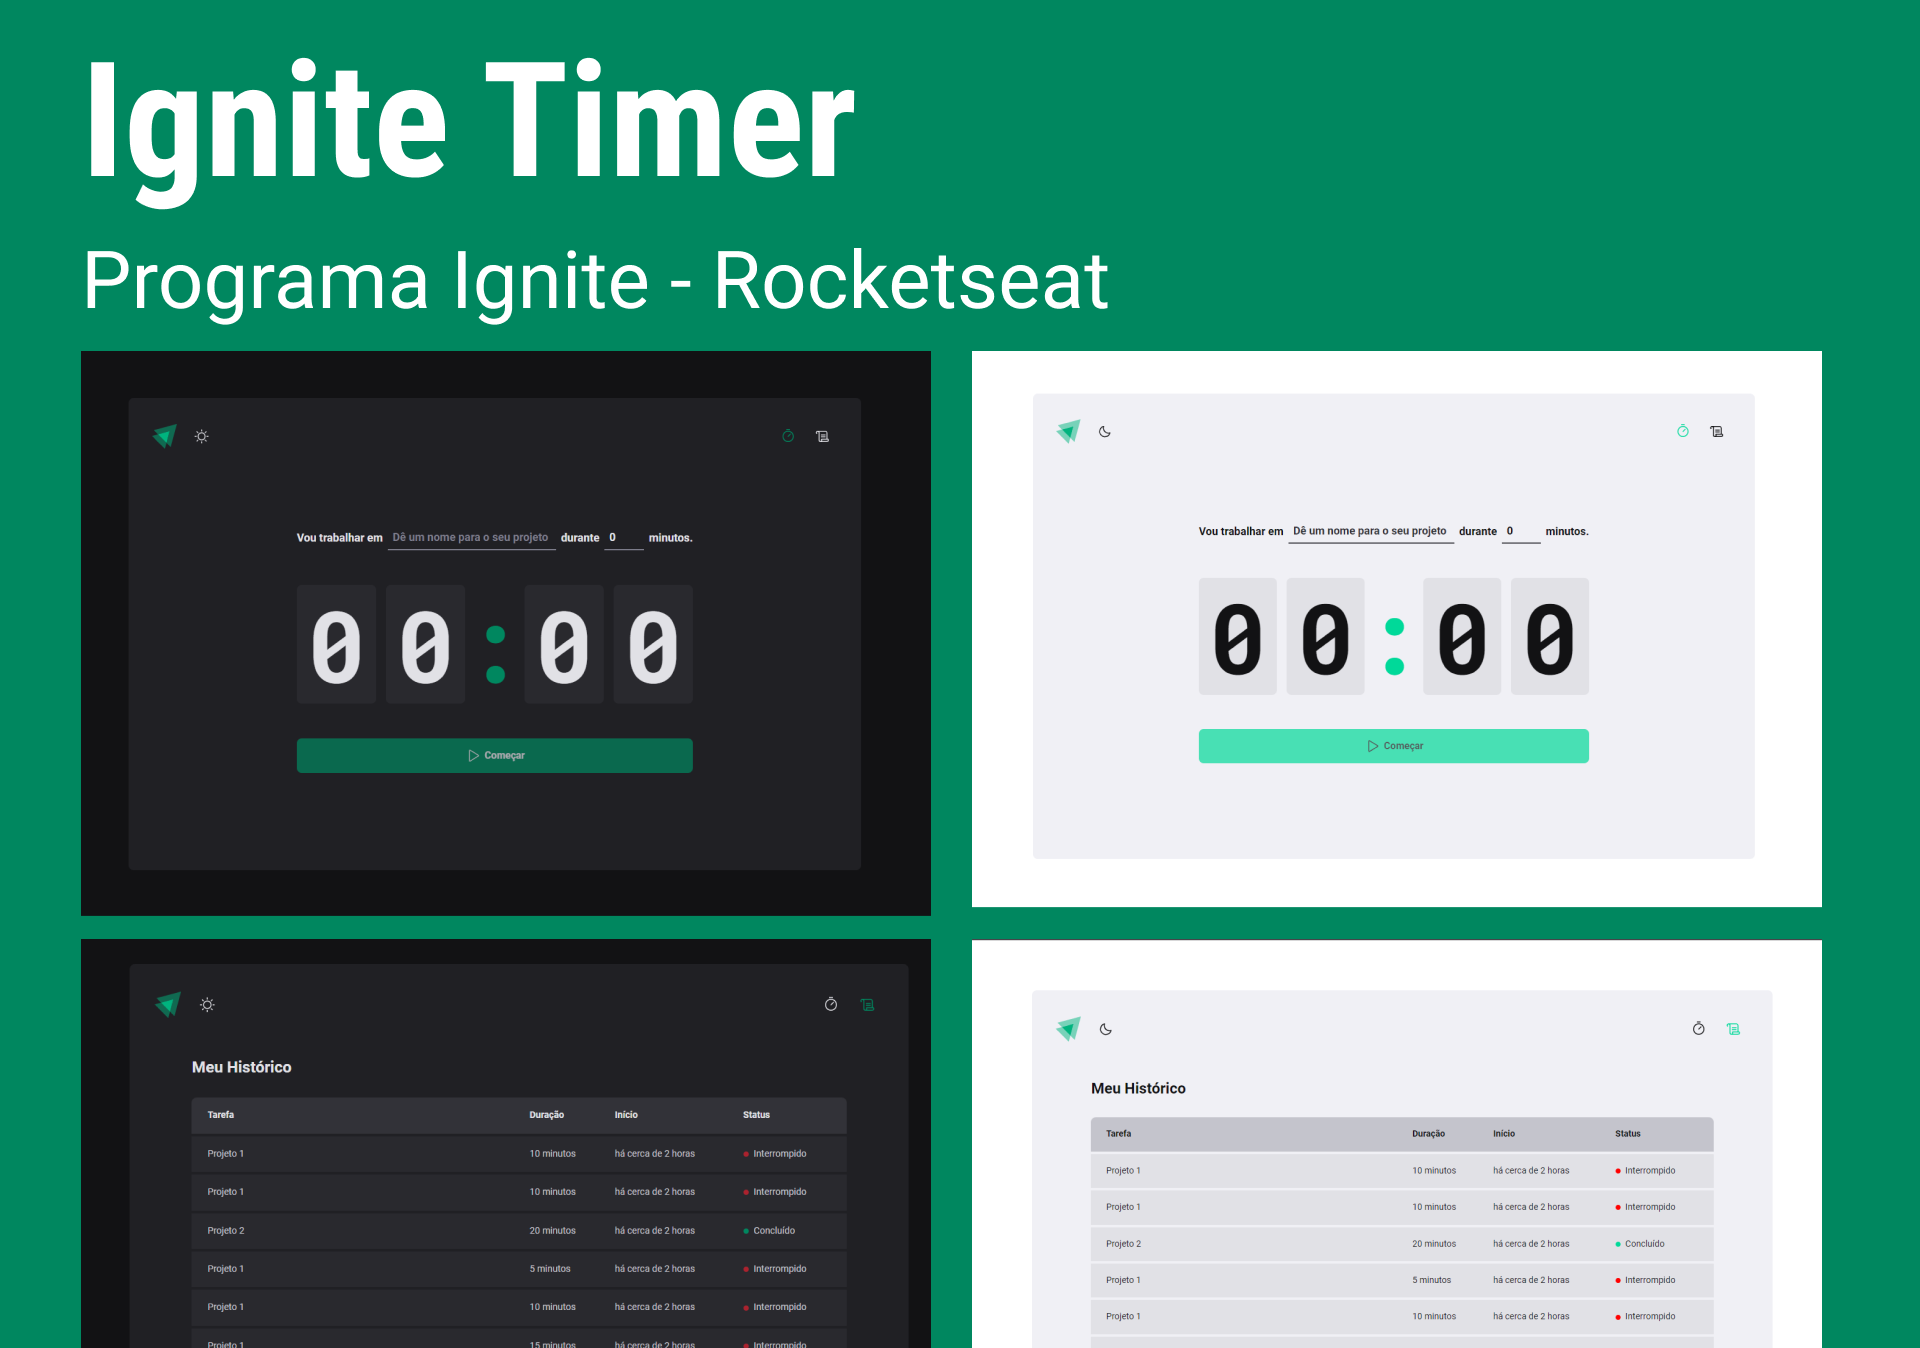 Ignite Timer
Programa Ignite - Rocketseat
Vou trabalhar em Dê um nome para o seu projeto durante 0 minutos.
00:00
Começar
Vou trabalhar em Dê um nome para o seu projeto durante 0 minutos.
00:00
Começar
Meu Histórico
Tarefa Duração Início Status
Projeto 1 10 minutos há cerca de 2 horas Interrompido
Projeto 1 10 minutos há cerca de 2 horas Interrompido
Projeto 2 20 minutos há cerca de 2 horas Concluído
Projeto 1 5 minutos há cerca de 2 horas Interrompido
Projeto 1 10 minutos há cerca de 2 horas Interrompido
Projeto 1 15 minutos há cerca de 2 horas Interrompido
Meu Histórico
Tarefa Duração Início Status
Projeto 1 10 minutos há cerca de 2 horas Interrompido
Projeto 1 10 minutos há cerca de 2 horas Interrompido
Projeto 2 20 minutos há cerca de 2 horas Concluído
Projeto 1 5 minutos há cerca de 2 horas Interrompido
Projeto 1 10 minutos há cerca de 2 horas Interrompido